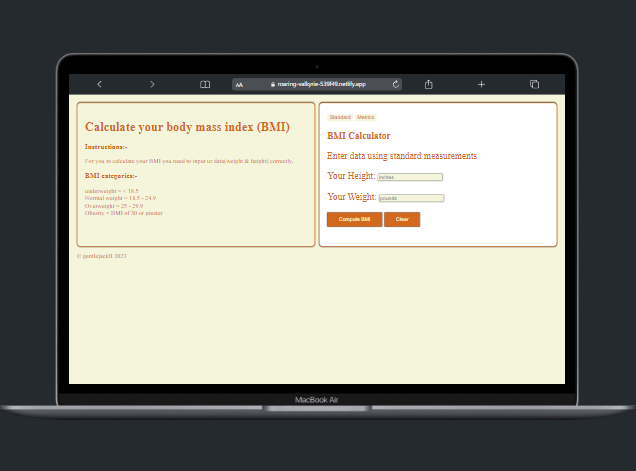 AA roaring-valkyrie-539f49.netlify.app
Calculate your body mass index (BMI)
Instructions:-
For you to calculate your BMI you need to input ur data(weight & height) correctly.
BMI categories:-
underweight = < 18.5
Normal weight = 18.5 - 24.9
Overweight = 25 - 29.9
Obesity = BMI of 30 or greater
Standard Metrics
BMI Calculator
Enter data using standard measurements
Your Height: inches
Your Weight: pounds
Compute BMI Clear
MacBook Air